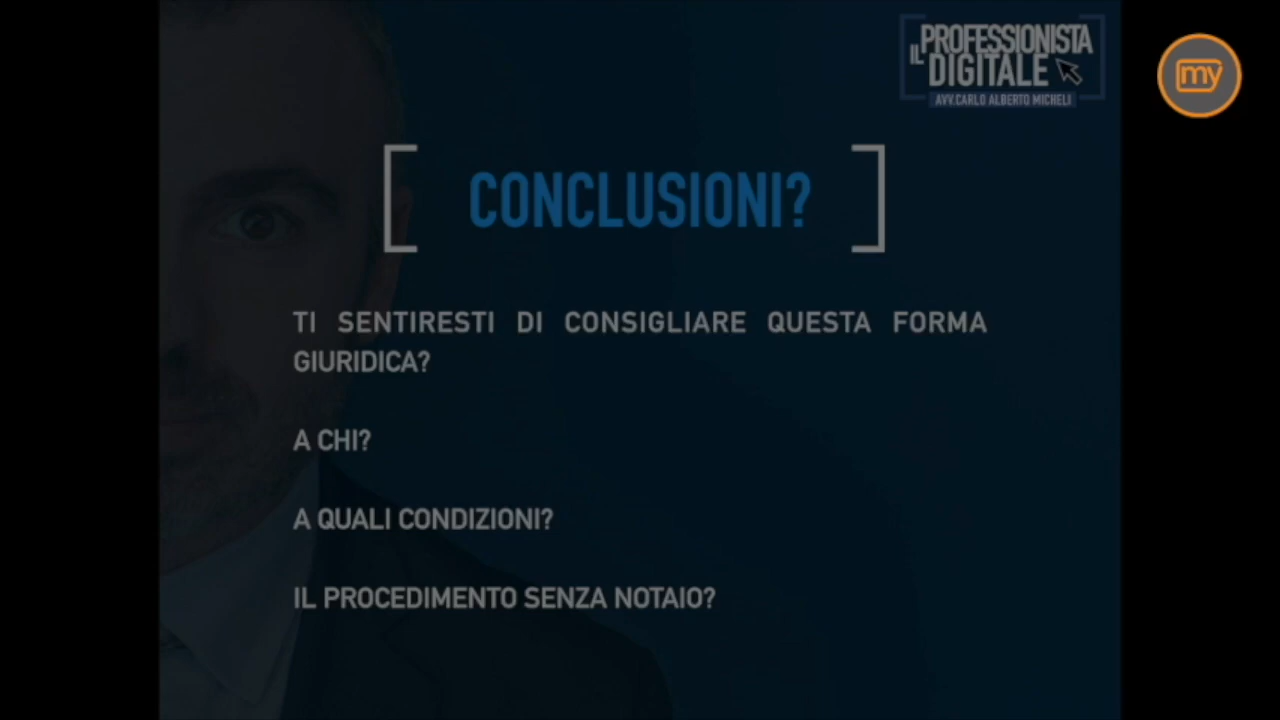 IL PROFESSIONISTA
DIGITALE
AVV.CARLO ALBERTO MICHELI
my
CONCLUSIONI?
TI SENTIRESTI DI CONSIGLIARE QUESTA FORMA
GIURIDICA?
A CHI?
A QUALI CONDIZIONI?
IL PROCEDIMENTO SENZA NOTAIO?